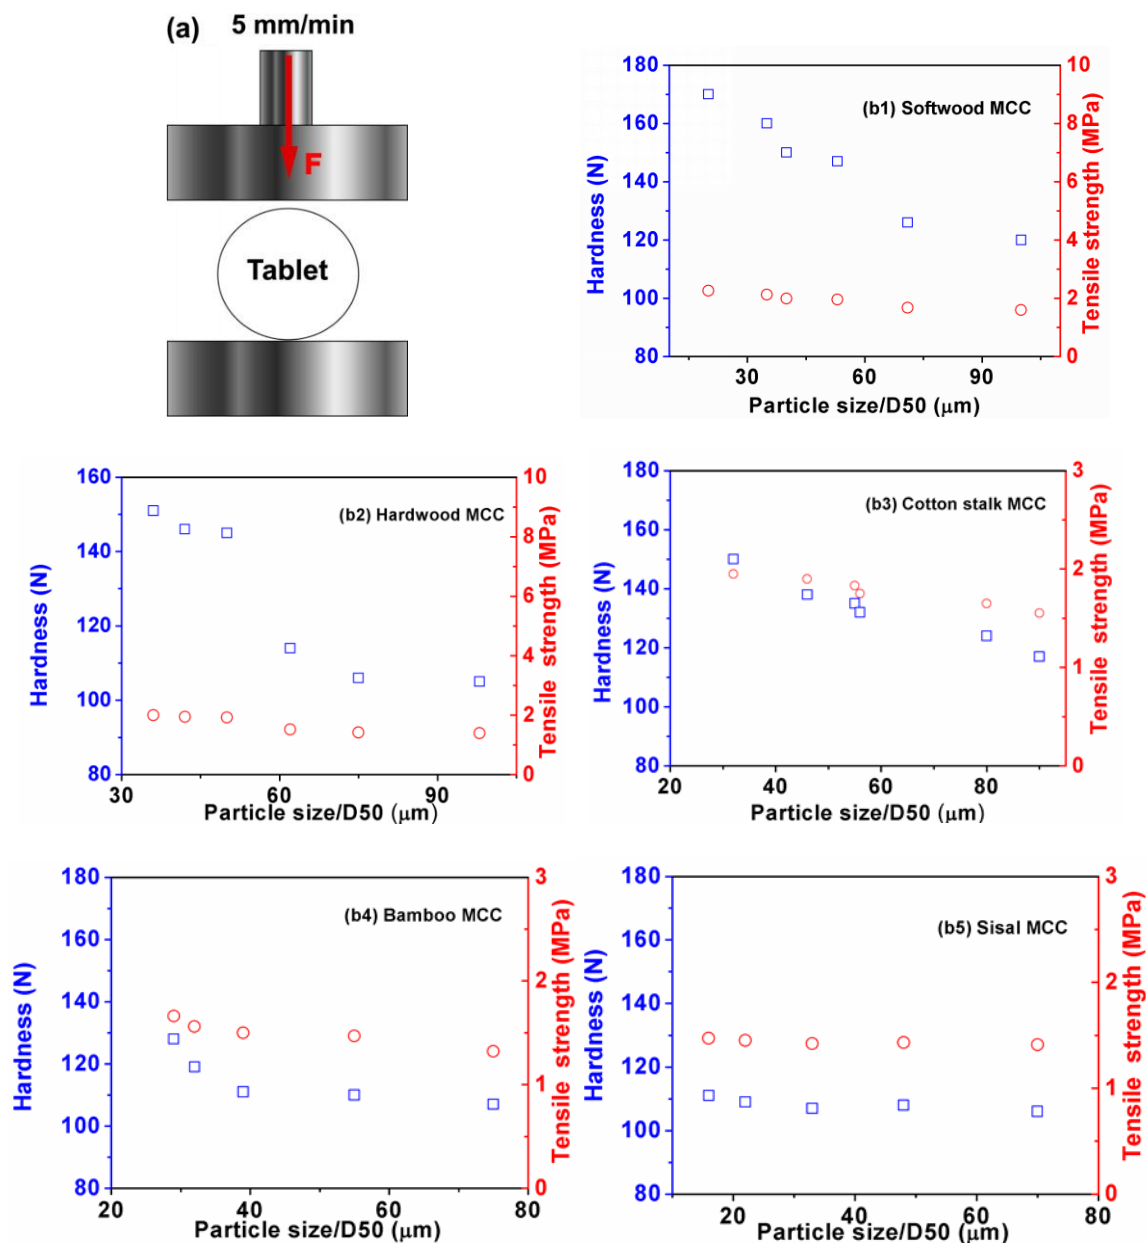 (a) 5 mm/min
F
Tablet
180
160
140
120
100
80
Hardness (N)
10
8
6
4
2
0
Tensile strength (MPa)
(b1) Softwood MCC
30 60 90
Particle size/D50 (μm)
160
140
120
100
80
Hardness (N)
10
8
6
4
2
0
Tensile strength (MPa)
(b2) Hardwood MCC
30 60 90
Particle size/D50 (μm)
180
160
140
120
100
80
Hardness (N)
3
2
1
0
Tensile strength (MPa)
(b3) Cotton stalk MCC
20 40 60 80
Particle size/D50 (μm)
180
160
140
120
100
80
Hardness (N)
3
2
1
0
Tensile strength (MPa)
(b4) Bamboo MCC
20 40 60 80
Particle size/D50 (μm)
180
160
140
120
100
80
Hardness (N)
3
2
1
0
Tensile strength (MPa)
(b5) Sisal MCC
20 40 60 80
Particle size/D50 (μm)